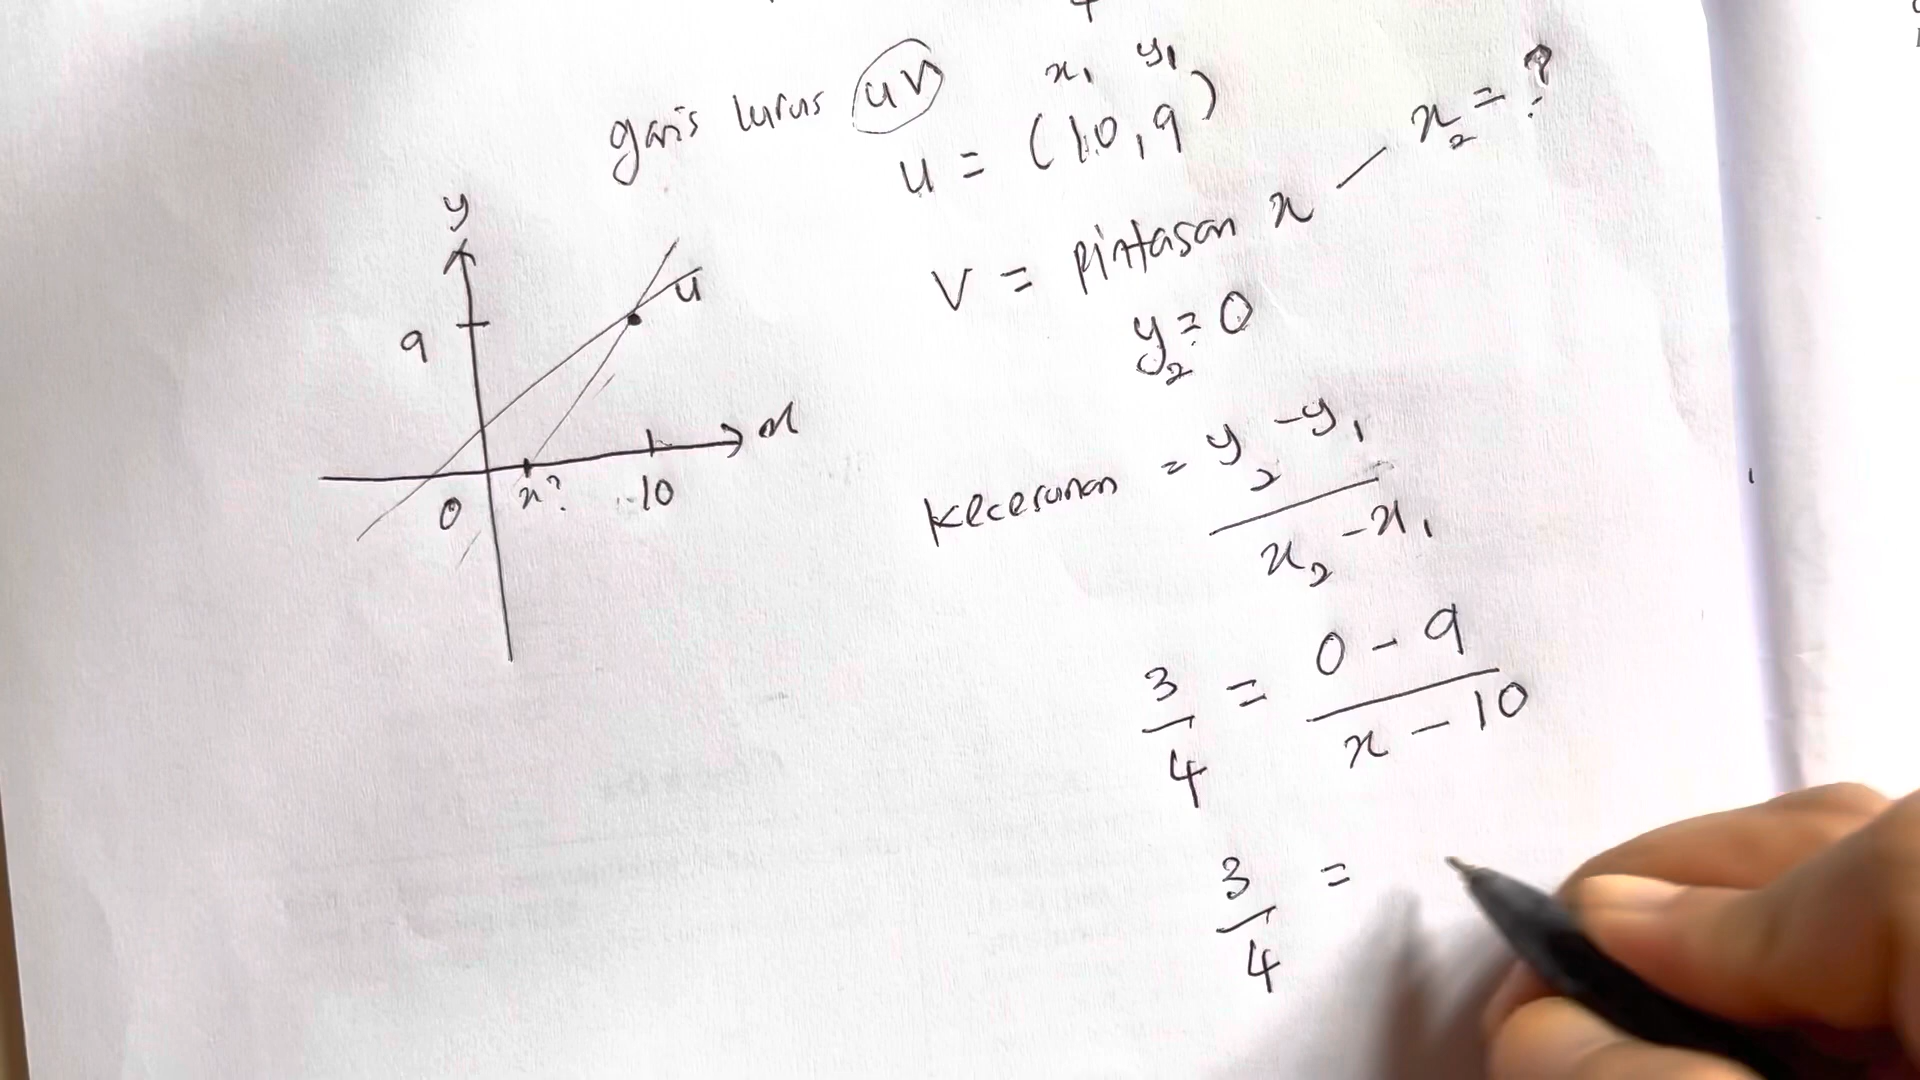 garis lurus UV
x₁ y₁
U = (10, 9)
V = pintasan x — x₂ = ?
y₂ = 0
y
9
U
x
0
x?
10
Kecerunan = y₂ - y₁
x₂ - x₁
3/4 = 0 - 9
x - 10
3/4 =